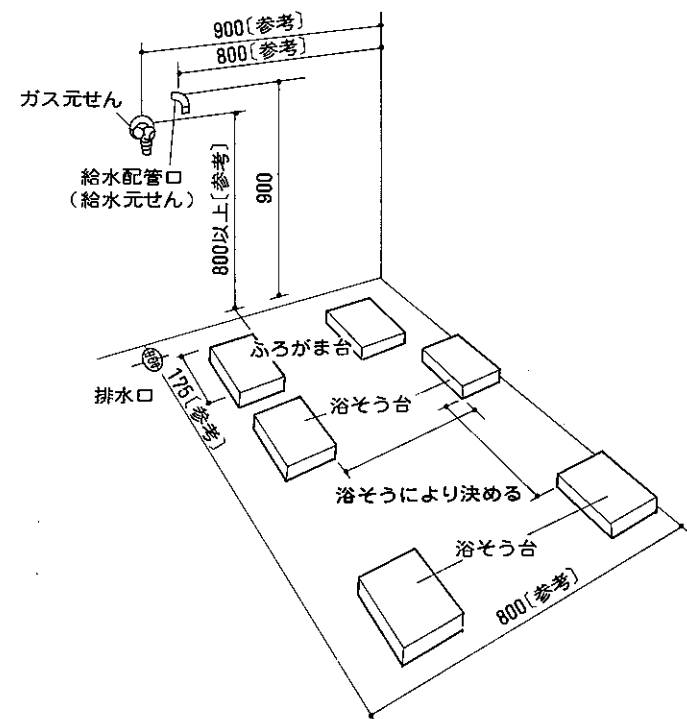 900〔参考〕
800〔参考〕
ガス元せん
給水配管口
（給水元せん）
800以上〔参考〕
900
ふろがま台
排水口
175〔参考〕
浴そう台
浴そうにより決める
浴そう台
800〔参考〕